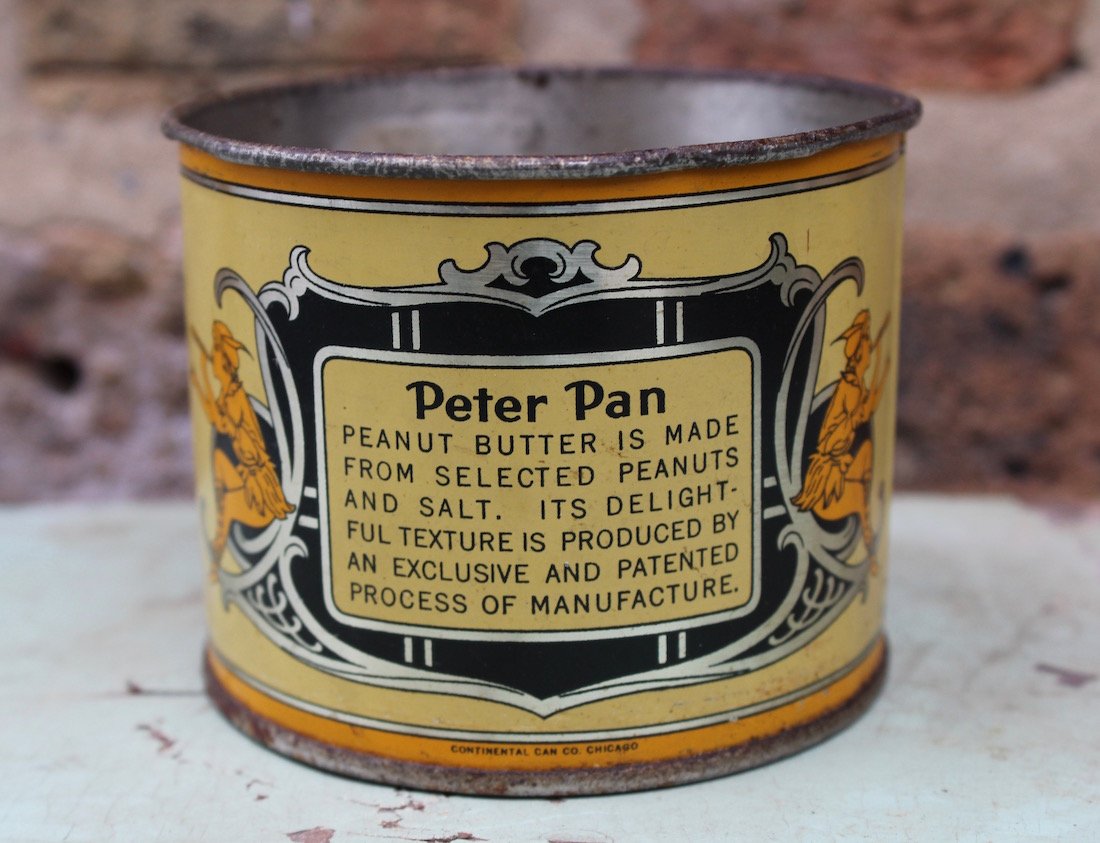 Peter Pan
PEANUT BUTTER IS MADE
FROM SELECTED PEANUTS
AND SALT. ITS DELIGHT-
FUL TEXTURE IS PRODUCED BY
AN EXCLUSIVE AND PATENTED
PROCESS OF MANUFACTURE.
CONTINENTAL CAN CO. CHICAGO